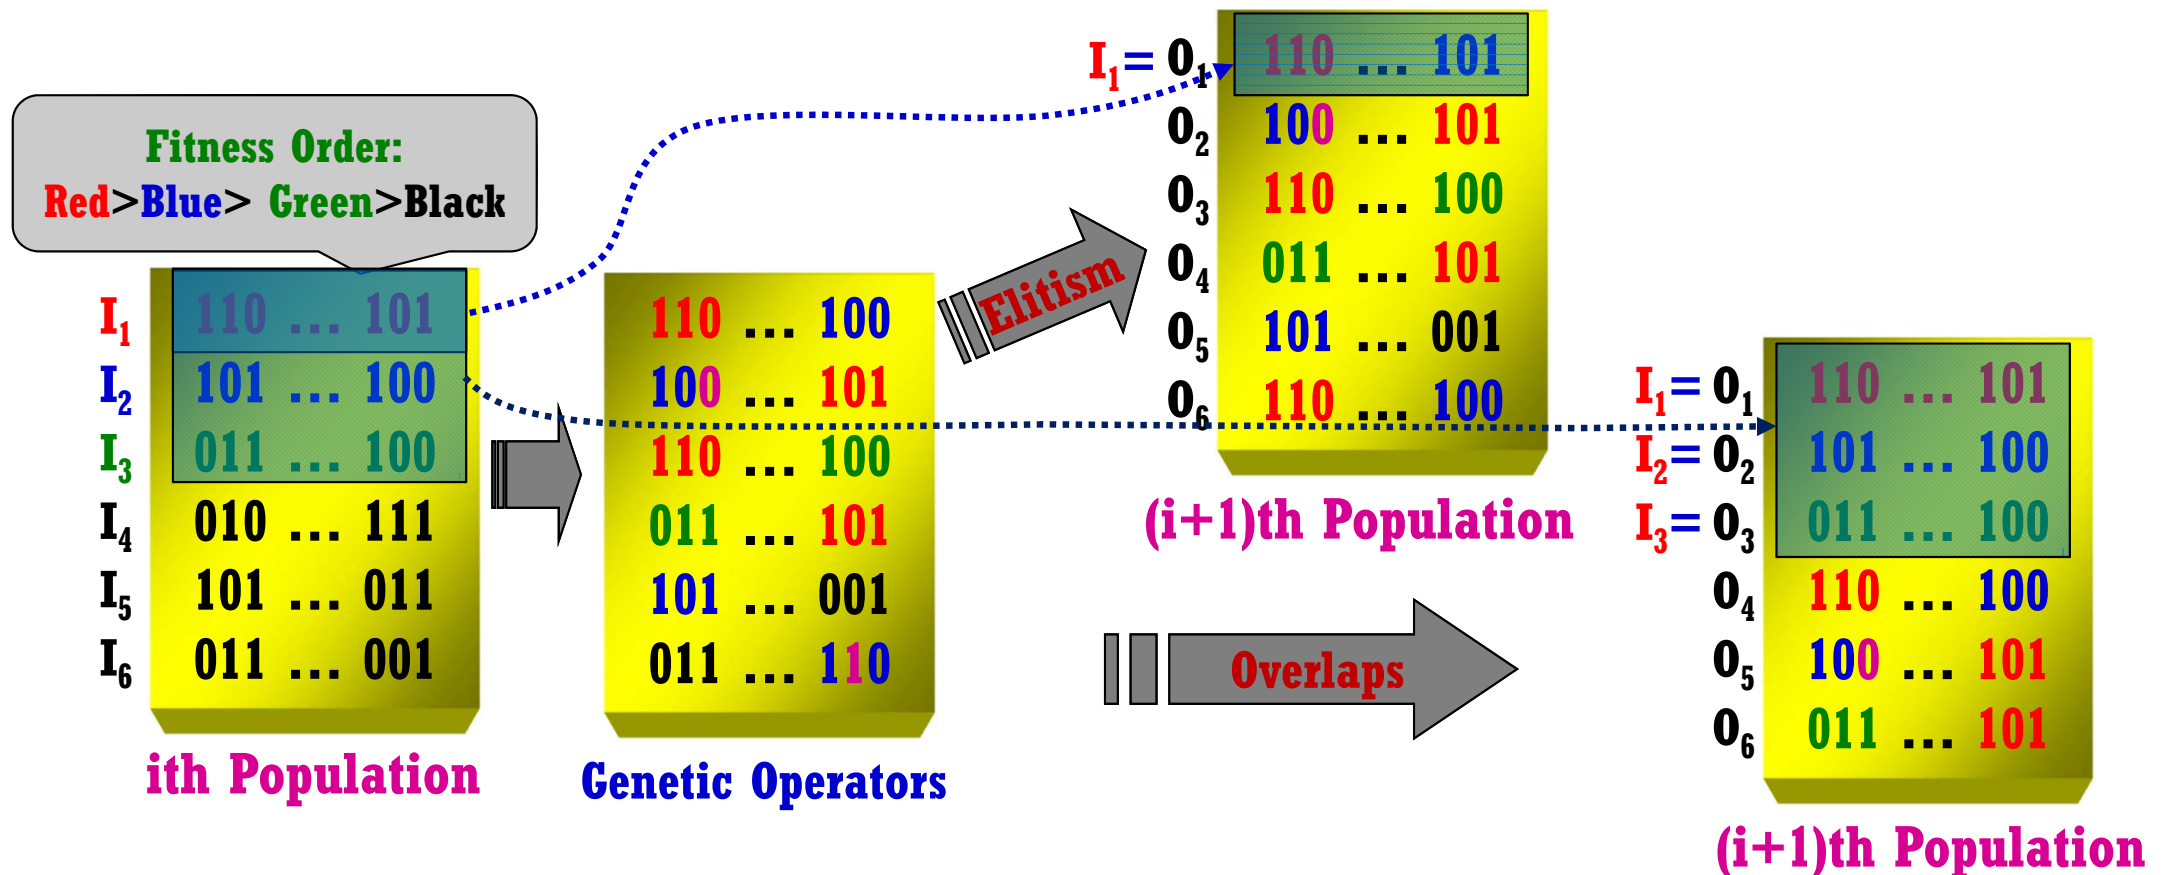 Fitness Order:
Red>Blue> Green>Black
I1 110 ... 101
I2 101 ... 100
I3 011 ... 100
I4 010 ... 111
I5 101 ... 011
I6 011 ... 001
ith Population
110 ... 100
100 ... 101
110 ... 100
011 ... 101
101 ... 001
011 ... 110
Genetic Operators
Elitism
I1= O1 110 ... 101
O2 100 ... 101
O3 110 ... 100
O4 011 ... 101
O5 101 ... 001
O6 110 ... 100
(i+1)th Population
Overlaps
I1= O1 110 ... 101
I2= O2 101 ... 100
I3= O3 011 ... 100
O4 110 ... 100
O5 100 ... 101
O6 011 ... 101
(i+1)th Population